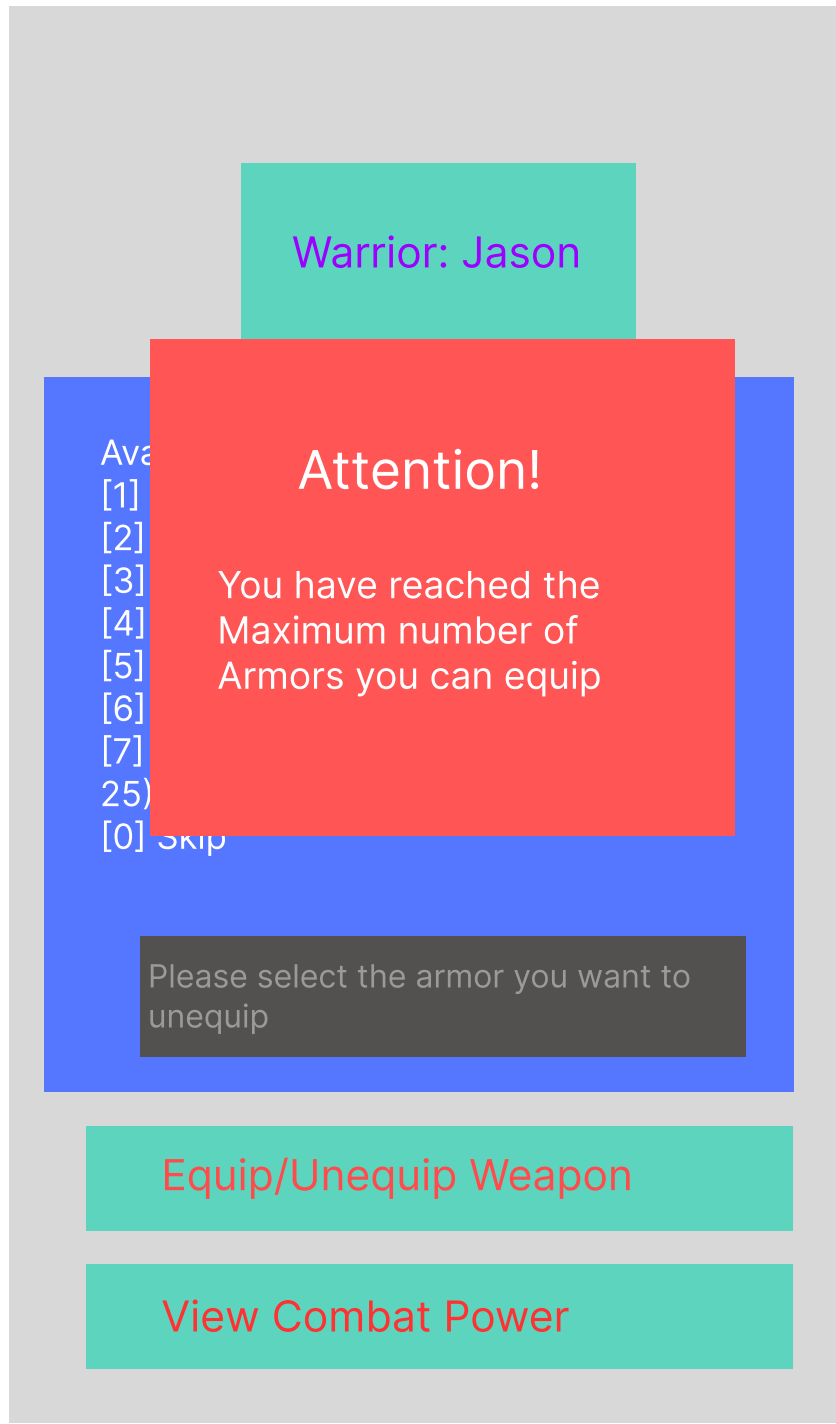 Warrior: Jason
Attention!
You have reached the
Maximum number of
Armors you can equip
[1]
[2]
[3]
[4]
[5]
[6]
[7]
25)
[0] Skip
Please select the armor you want to
unequip
Equip/Unequip Weapon
View Combat Power